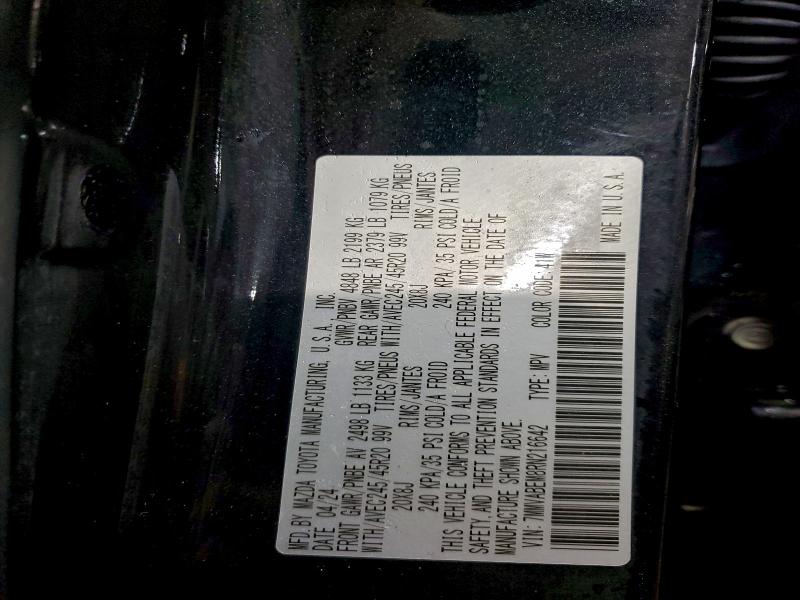 MFD.BY MAZDA TOYOTA MANUFACTURING, U.S.A., INC.
DATE 04/24 GVWR/PNBV 4848 LB 2199 KG
FRONT GAWR/PNBE AV 2498 LB 1133 KG REAR GAWR/PNBE AR 2379 LB 1079 KG
WITH/AVEC245/45R20 99V TIRES/PNEUS WITH/AVEC245/45R20 99V TIRES/PNEUS
20X8J RIMS/JANTES 20X8J RIMS/JANTES
240 KPA/35 PSI COLD/A FROID 240 KPA/35 PSI COLD/A FROID
THIS VEHICLE CONFORMS TO ALL APPLICABLE FEDERAL MOTOR VEHICLE
SAFETY AND THEFT PREVENTION STANDARDS IN EFFECT ON THE DATE OF
MANUFACTURE SHOWN ABOVE.
VIN: TYPE: MPV COLOR CODE:
MADE IN U.S.A.